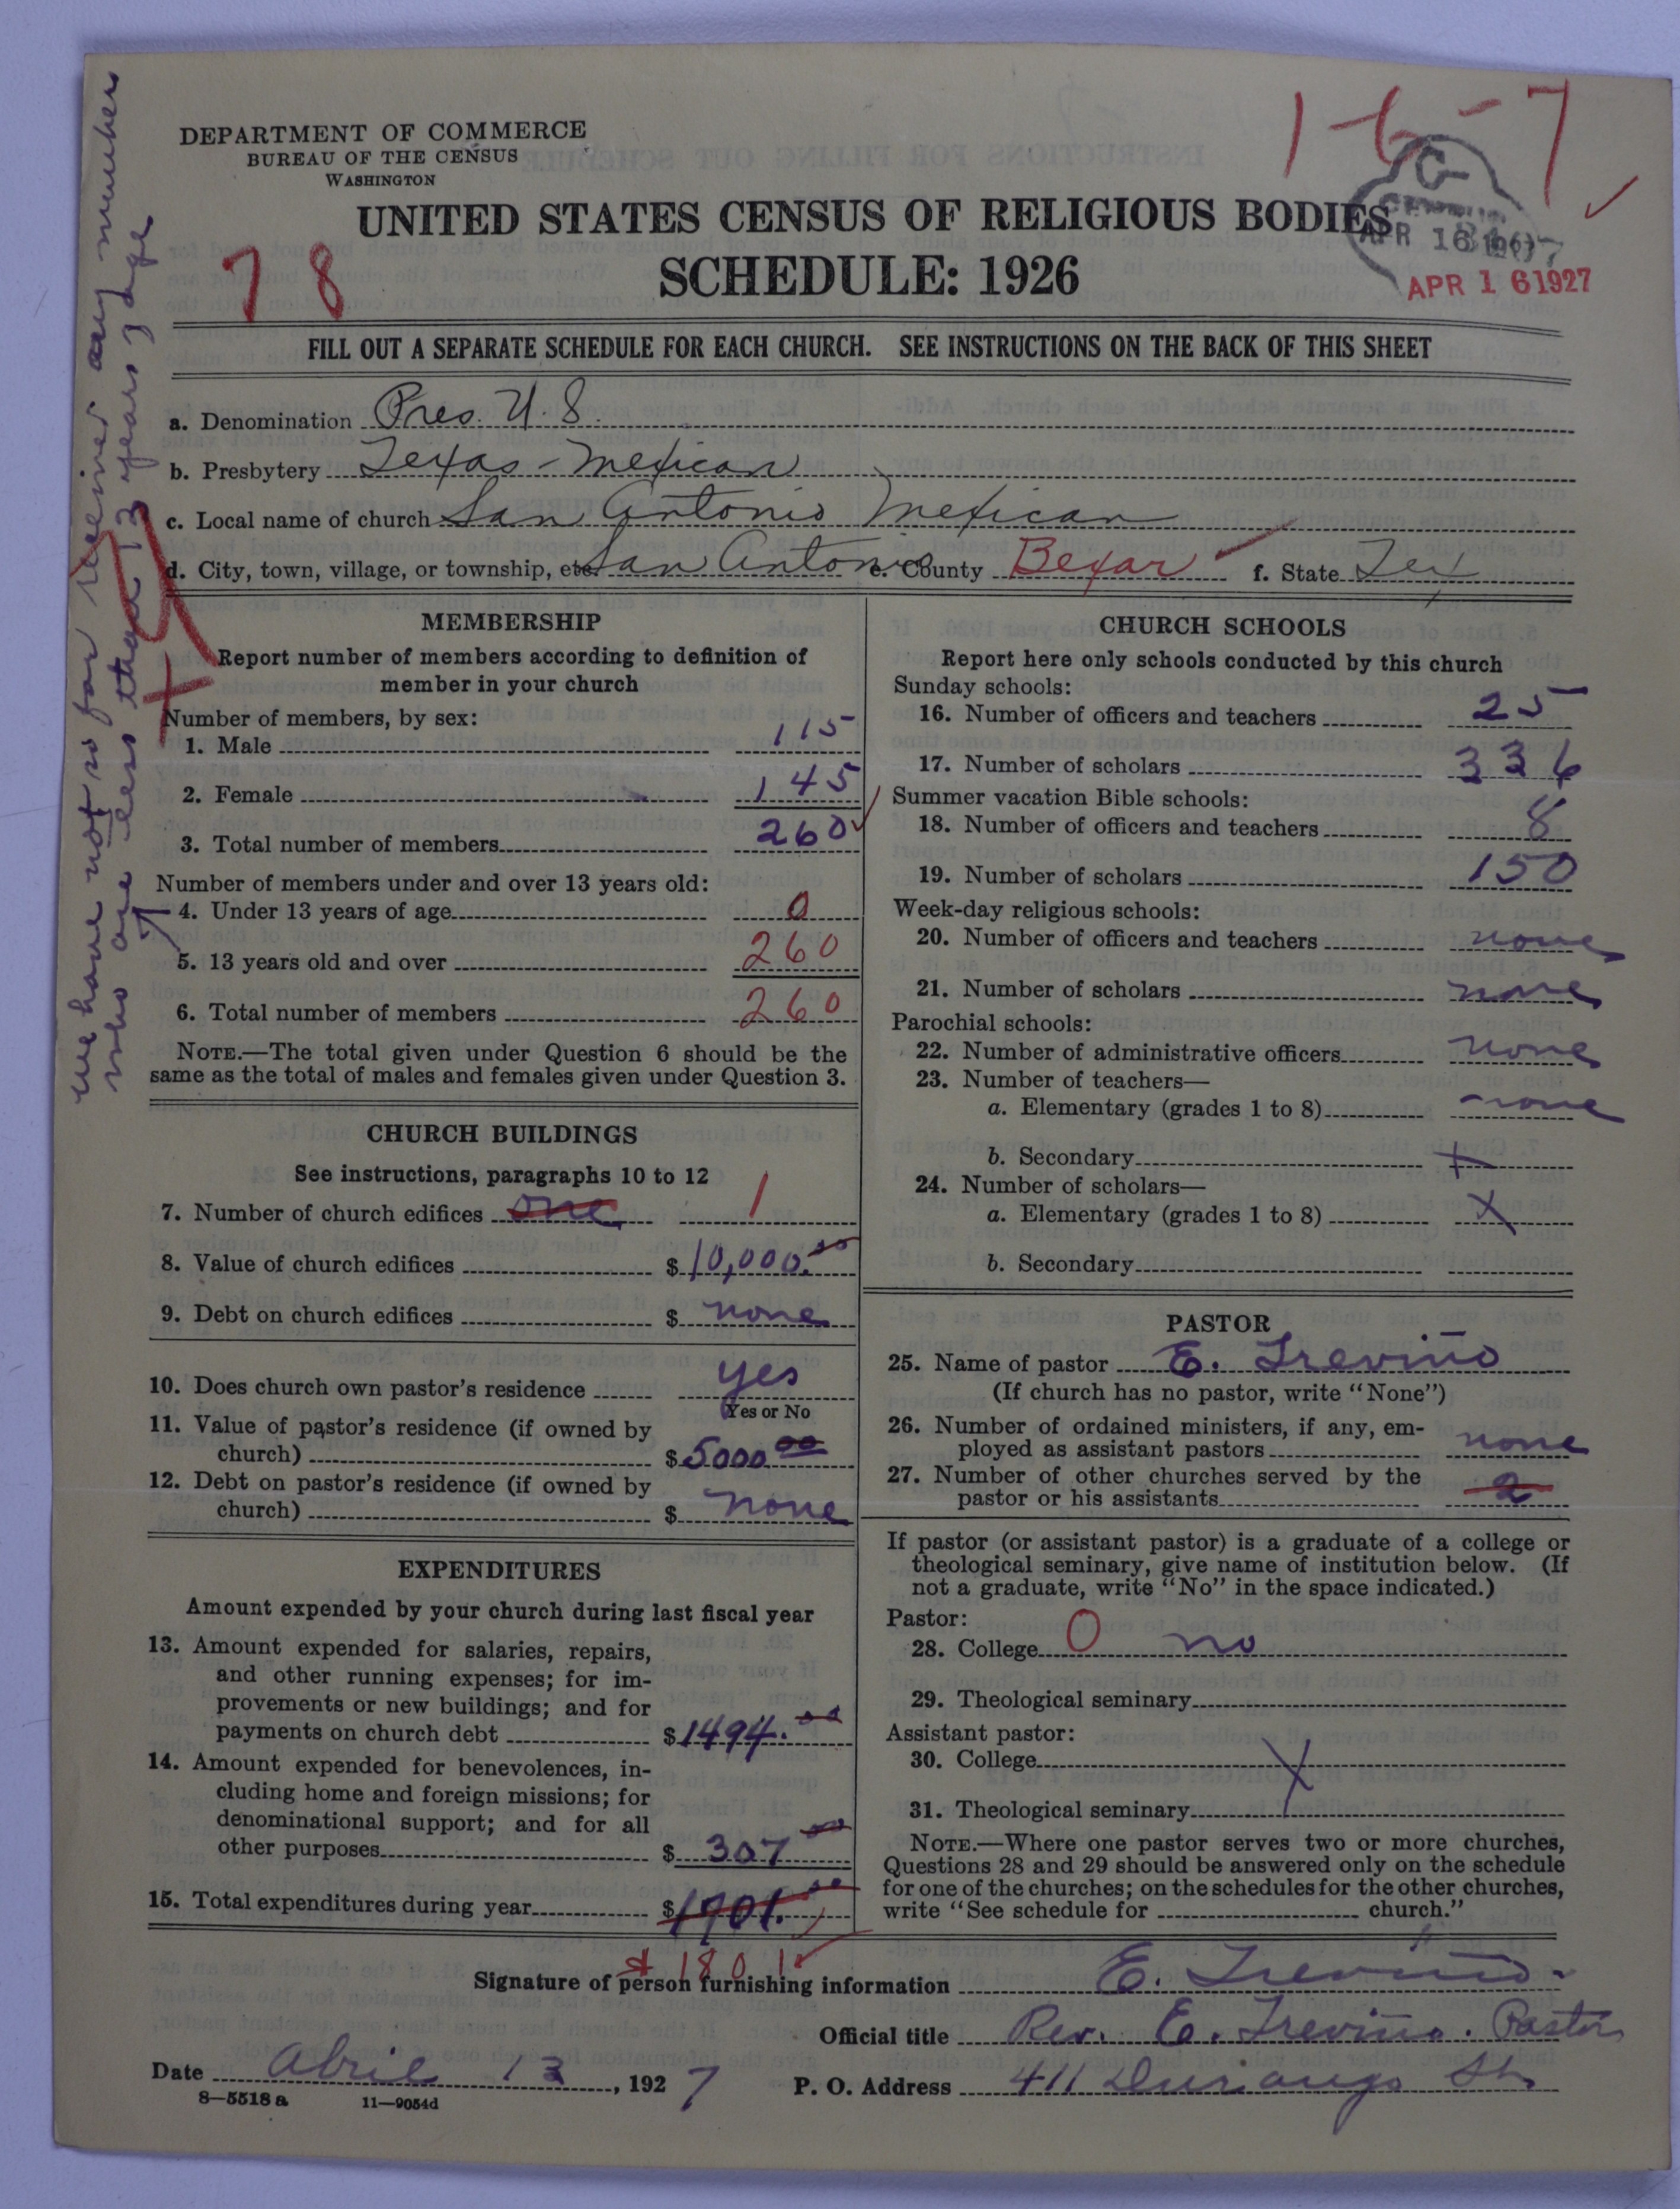 1-6-7
DEPARTMENT OF COMMERCE
BUREAU OF THE CENSUS
WASHINGTON
UNITED STATES CENSUS OF RELIGIOUS BODIES
SCHEDULE: 1926
78
APR 16 1927
FILL OUT A SEPARATE SCHEDULE FOR EACH CHURCH. SEE INSTRUCTIONS ON THE BACK OF THIS SHEET
We have not so far receiver any member
who are less than 13 years of age
a. Denomination Pres. U.S.
b. Presbytery Texas-Mexican
c. Local name of church San Antonio Mexican
d. City, town, village, or township, etc. San Antonio e. County Bexar f. State Tex
MEMBERSHIP
Report number of members according to definition of
member in your church
Number of members, by sex:
1. Male 115
2. Female 145
3. Total number of members 260
Number of members under and over 13 years old:
4. Under 13 years of age 0
5. 13 years old and over 260
6. Total number of members 260
NOTE.—The total given under Question 6 should be the
same as the total of males and females given under Question 3.
CHURCH BUILDINGS
See instructions, paragraphs 10 to 12
7. Number of church edifices one 1
8. Value of church edifices $10,000.00
9. Debt on church edifices $ none
10. Does church own pastor's residence yes
Yes or No
11. Value of pastor's residence (if owned by
church) $5000 00
12. Debt on pastor's residence (if owned by
church) $ none
EXPENDITURES
Amount expended by your church during last fiscal year
13. Amount expended for salaries, repairs,
and other running expenses; for im-
provements or new buildings; and for
payments on church debt $1494.00
14. Amount expended for benevolences, in-
cluding home and foreign missions; for
denominational support; and for all
other purposes $ 307 00
15. Total expenditures during year $1901.00
$ 1801
CHURCH SCHOOLS
Report here only schools conducted by this church
Sunday schools:
16. Number of officers and teachers 25
17. Number of scholars 336
Summer vacation Bible schools:
18. Number of officers and teachers 8
19. Number of scholars 150
Week-day religious schools:
20. Number of officers and teachers none
21. Number of scholars none
Parochial schools:
22. Number of administrative officers none
23. Number of teachers—
a. Elementary (grades 1 to 8) none
b. Secondary x
24. Number of scholars—
a. Elementary (grades 1 to 8) x
b. Secondary
PASTOR
25. Name of pastor E. Treviño
(If church has no pastor, write "None")
26. Number of ordained ministers, if any, em-
ployed as assistant pastors none
27. Number of other churches served by the
pastor or his assistants 2
If pastor (or assistant pastor) is a graduate of a college or
theological seminary, give name of institution below. (If
not a graduate, write "No" in the space indicated.)
Pastor:
28. College 0 no
29. Theological seminary
Assistant pastor:
30. College x
31. Theological seminary
NOTE.—Where one pastor serves two or more churches,
Questions 28 and 29 should be answered only on the schedule
for one of the churches; on the schedules for the other churches,
write "See schedule for church."
Signature of person furnishing information E. Treviño.
Official title Rev. E. Treviño. Pastor
Date Abril 13, 1927 P. O. Address 411 Durango St.
8—5518a 11—9054d